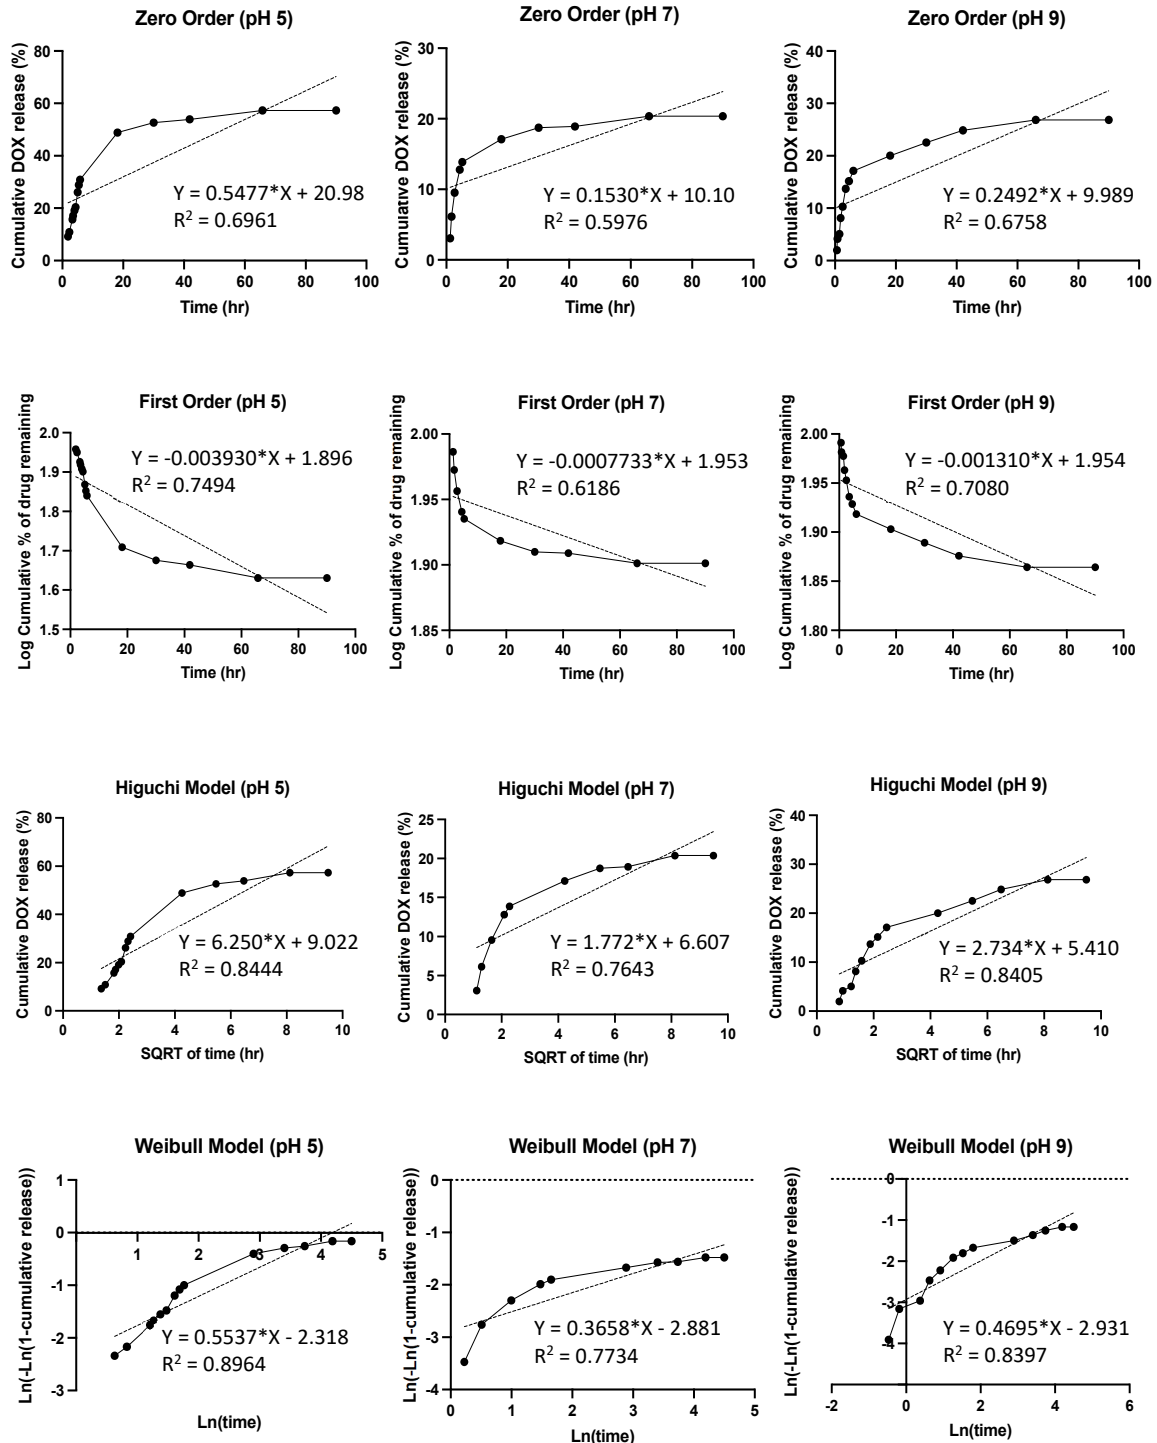 Zero Order (pH 5)
Cumulative DOX release (%)
80
60
40
20
0
Y = 0.5477*X + 20.98
R² = 0.6961
0 20 40 60 80 100
Time (hr)
Zero Order (pH 7)
Cumulative DOX release (%)
30
20
10
0
Y = 0.1530*X + 10.10
R² = 0.5976
0 20 40 60 80 100
Time (hr)
Zero Order (pH 9)
Cumulative DOX release (%)
40
30
20
10
0
Y = 0.2492*X + 9.989
R² = 0.6758
0 20 40 60 80 100
Time (hr)
First Order (pH 5)
Log Cumulative % of drug remaining
2.0
1.9
1.8
1.7
1.6
1.5
Y = -0.003930*X + 1.896
R² = 0.7494
0 20 40 60 80 100
Time (hr)
First Order (pH 7)
Log Cumulative % of drug remaining
2.00
1.95
1.90
1.85
Y = -0.0007733*X + 1.953
R² = 0.6186
0 20 40 60 80 100
Time (hr)
First Order (pH 9)
Log Cumulative % of drug remaining
2.00
1.95
1.90
1.85
1.80
Y = -0.001310*X + 1.954
R² = 0.7080
0 20 40 60 80 100
Time (hr)
Higuchi Model (pH 5)
Cumulative DOX release (%)
80
60
40
20
0
Y = 6.250*X + 9.022
R² = 0.8444
0 2 4 6 8 10
SQRT of time (hr)
Higuchi Model (pH 7)
Cumulative DOX release (%)
25
20
15
10
5
0
Y = 1.772*X + 6.607
R² = 0.7643
0 2 4 6 8 10
SQRT of time (hr)
Higuchi Model (pH 9)
Cumulative DOX release (%)
40
30
20
10
0
Y = 2.734*X + 5.410
R² = 0.8405
0 2 4 6 8 10
SQRT of time (hr)
Weibull Model (pH 5)
Ln(-Ln(1-cumulative release))
1
0
-1
-2
-3
1 2 3 4 5
Y = 0.5537*X - 2.318
R² = 0.8964
Ln(time)
Weibull Model (pH 7)
Ln(-Ln(1-cumulative release))
0
-1
-2
-3
-4
Y = 0.3658*X - 2.881
R² = 0.7734
0 1 2 3 4 5
Ln(time)
Weibull Model (pH 9)
Ln(-Ln(1-cumulative release))
0
-1
-2
-3
-4
Y = 0.4695*X - 2.931
R² = 0.8397
-2 0 2 4 6
Ln(time)